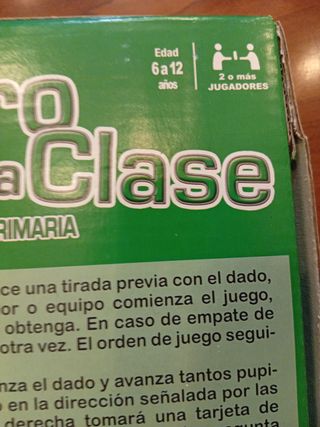 Edad
6 a 12
años
2 o más
JUGADORES
ro
a Clase
RIMARIA
ce una tirada previa con el dado,
or o equipo comienza el juego,
obtenga. En caso de empate de
otra vez. El orden de juego segui-
nza el dado y avanza tantos pupi-
o en la dirección señalada por las
derecha tomará una tarjeta de